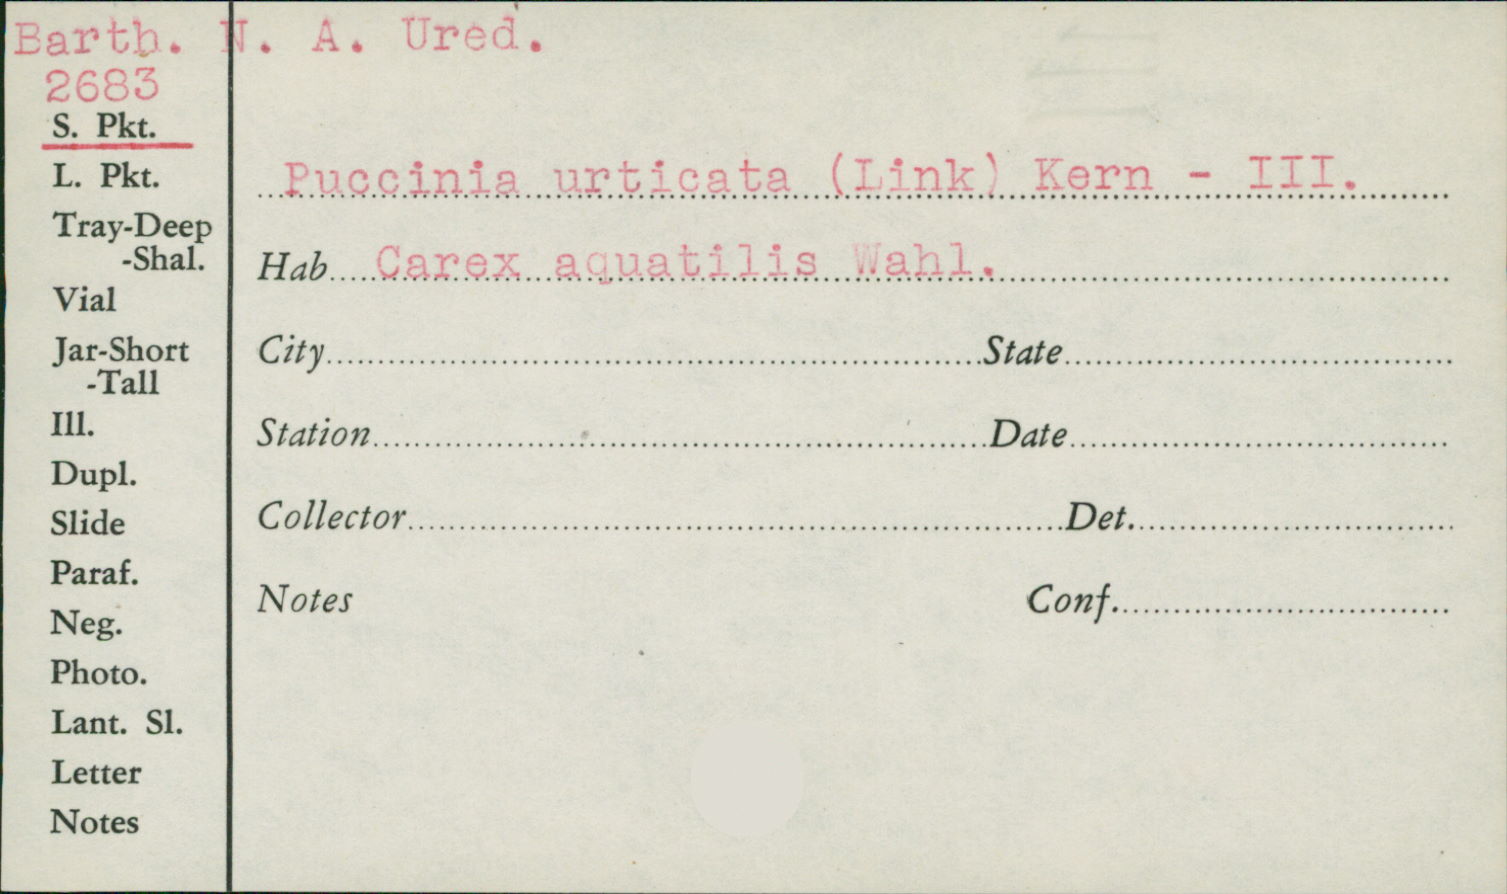 Barth. N. A. Ured.
2683
S. Pkt.
L. Pkt.
Tray-Deep
-Shal.
Vial
Jar-Short
-Tall
Ill.
Dupl.
Slide
Paraf.
Neg.
Photo.
Lant. Sl.
Letter
Notes
Puccinia urticata (Link) Kern - III.
Hab. Carex aquatilis Wahl.
City State
Station Date
Collector Det.
Notes Conf.